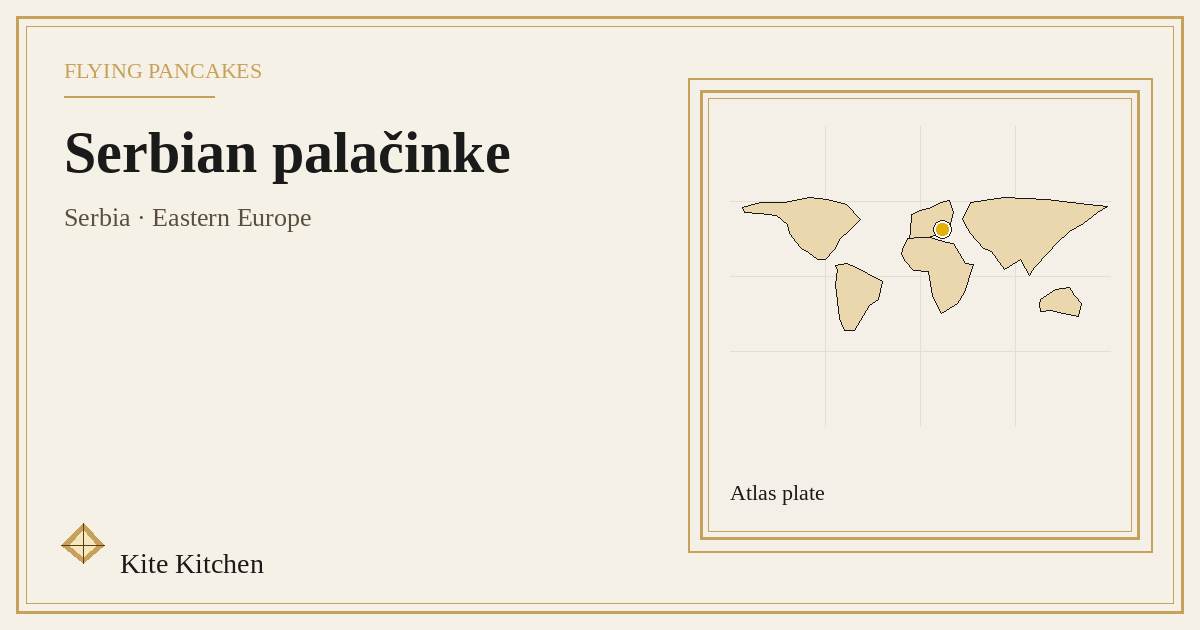 FLYING PANCAKES
Serbian palačinke
Serbia · Eastern Europe
Atlas plate
Kite Kitchen